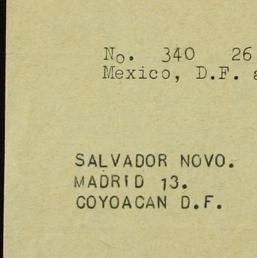 No. 340 26
Mexico, D.F. a
SALVADOR NOVO.
MADRID 13.
COYOACAN D.F.